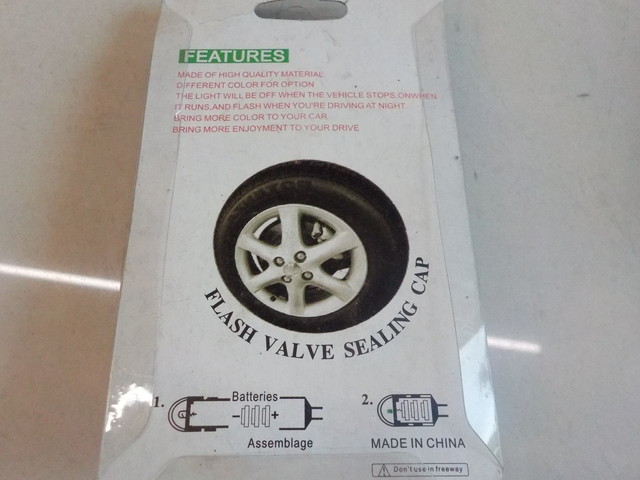 FEATURES
MADE OF HIGH QUALITY MATERIAL
DIFFERENT COLOR FOR OPTION
THE LIGHT WILL BE OFF WHEN THE VEHICLE STOPS,ONWHEN
IT RUNS,AND FLASH WHEN YOU'RE DRIVING AT NIGHT
BRING MORE COLOR TO YOUR CAR
BRING MORE ENJOYMENT TO YOUR DRIVE
FLASH VALVE SEALING CAP
1. Batteries
- +
Assemblage
2.
MADE IN CHINA
Don't use in freeway